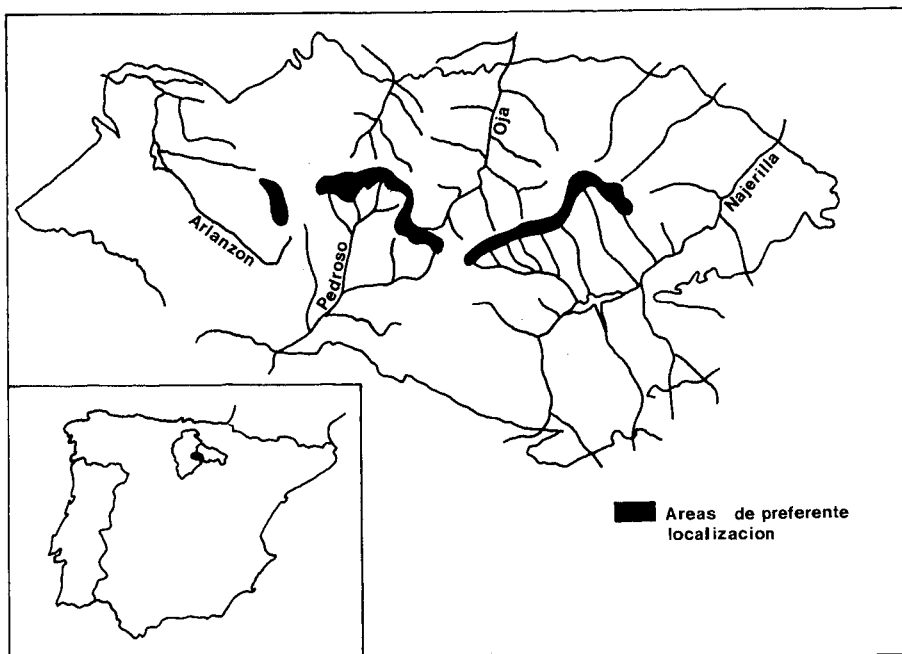 Oja
Najerilla
Arlanzon
Pedroso
Areas de preferente
localizacion